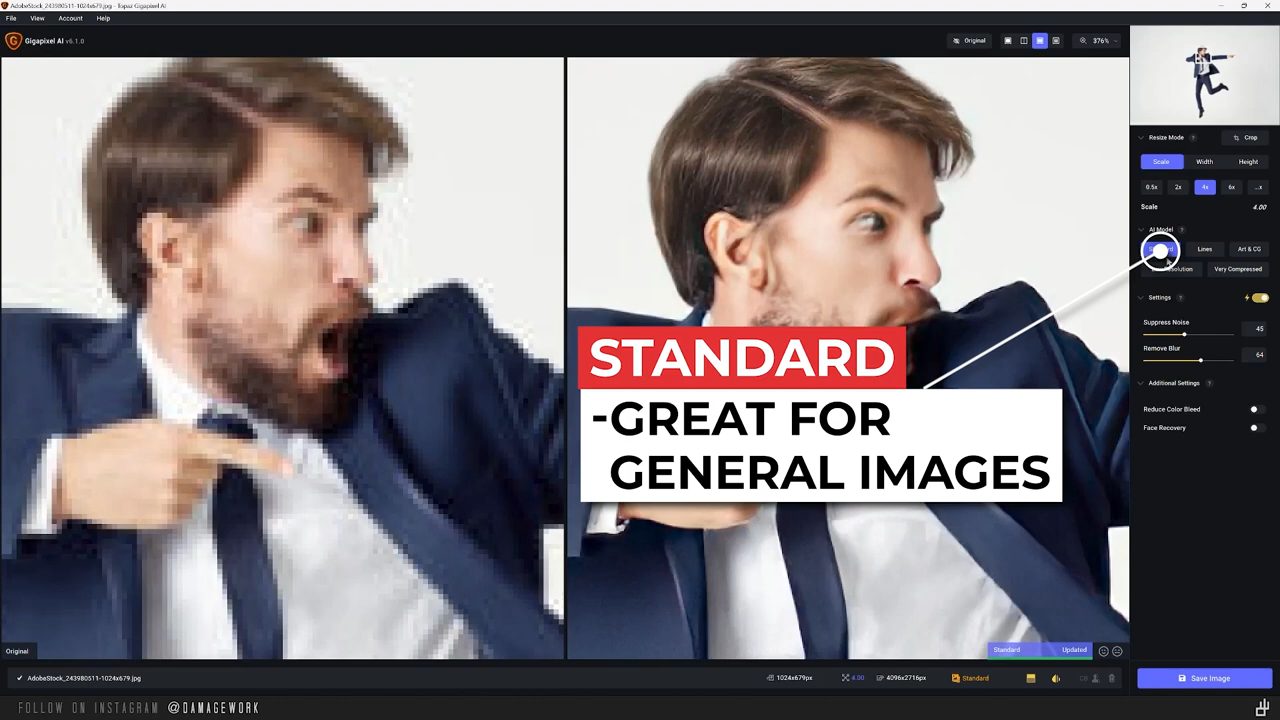 AdobeStock_243980511-1024x679.jpg - Topaz Gigapixel AI
File View Account Help
Gigapixel AI v6.1.0
Original
376%
Resize Mode ? Crop
Scale Width Height
0.5x 2x 4x 6x ...x
Scale 4.00
AI Model ?
Lines Art & CG
Very Compressed
Settings ?
Suppress Noise 45
Remove Blur 64
Additional Settings ?
Reduce Color Bleed
Face Recovery
STANDARD
-GREAT FOR
GENERAL IMAGES
Original
Standard Updated
AdobeStock_243980511-1024x679.jpg
1024x679px 4.00 4096x2716px Standard
Save Image
FOLLOW ON INSTAGRAM @DAMAGEWORK